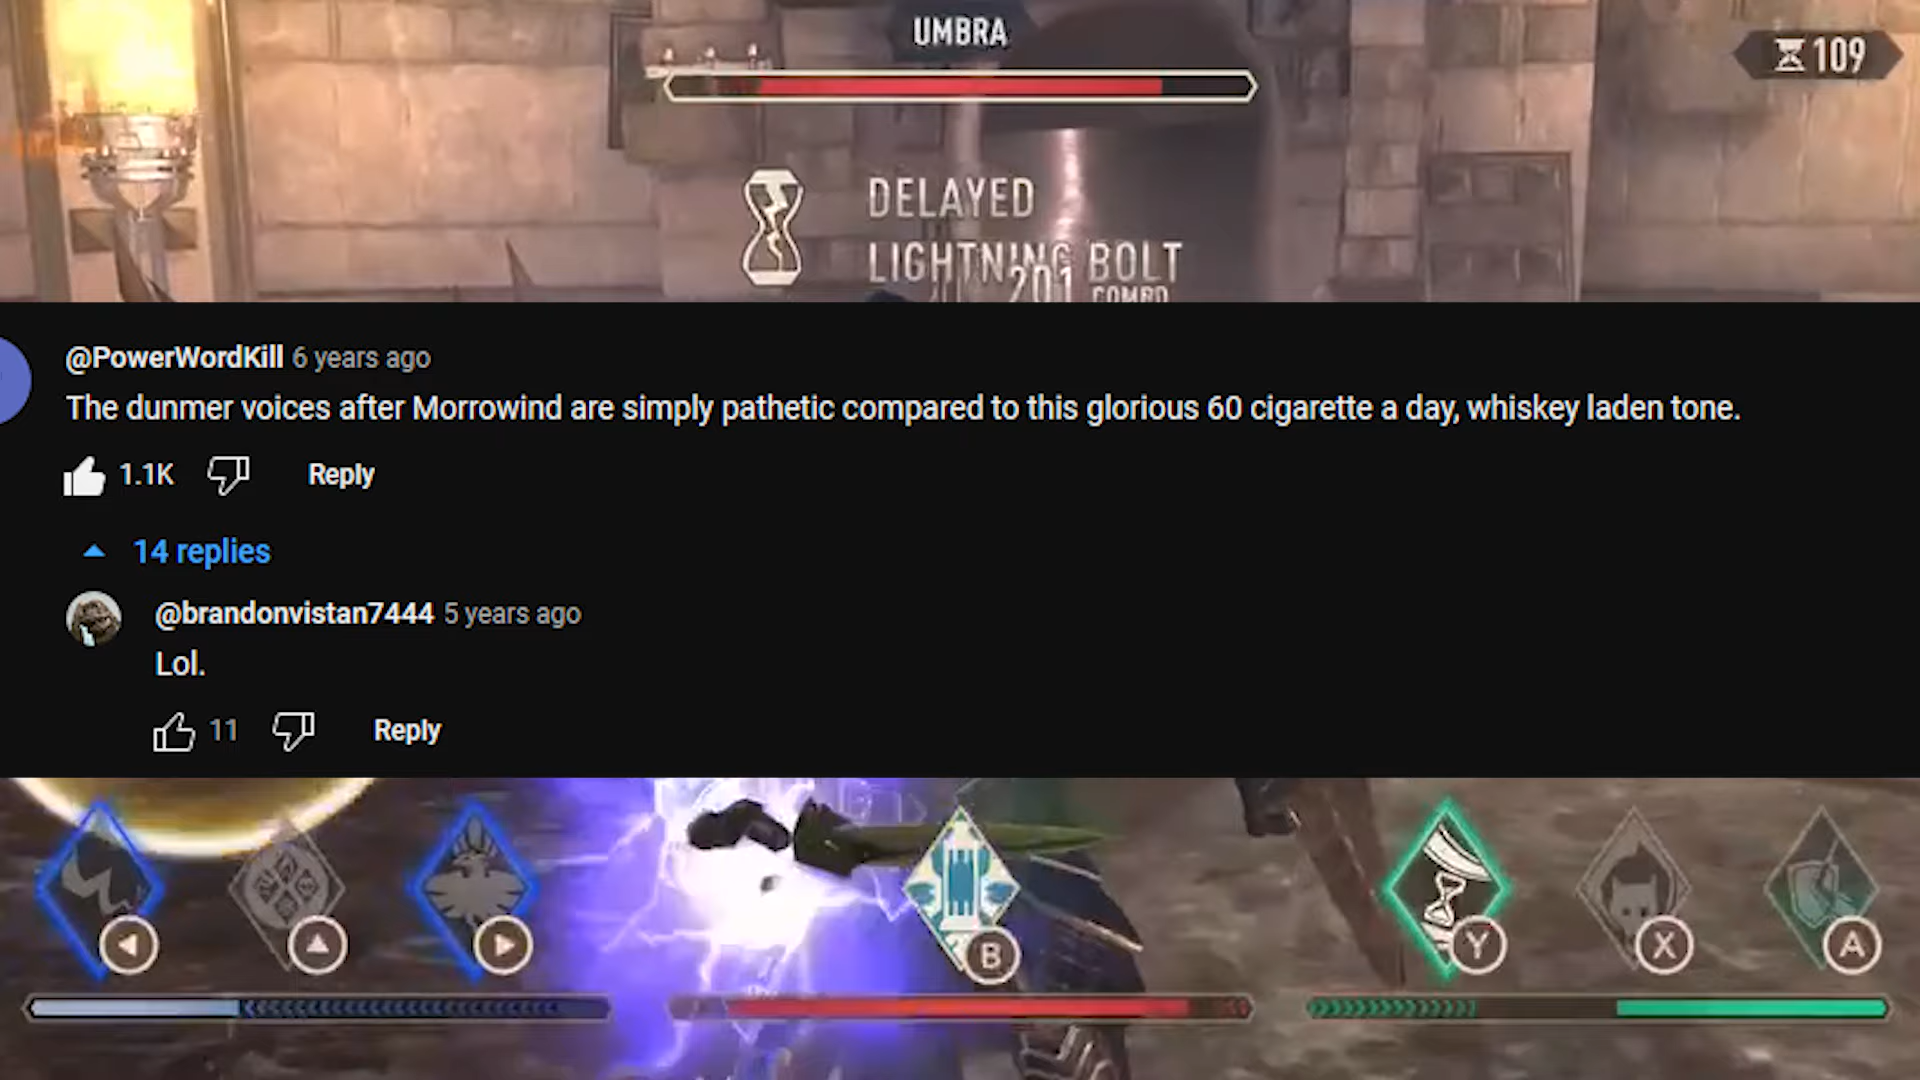 UMBRA
109
DELAYED
LIGHTNING BOLT
201 COMBO
@PowerWordKill 6 years ago
The dunmer voices after Morrowind are simply pathetic compared to this glorious 60 cigarette a day, whiskey laden tone.
1.1K Reply
14 replies
@brandonvistan7444 5 years ago
Lol.
11 Reply
B
Y
X
A